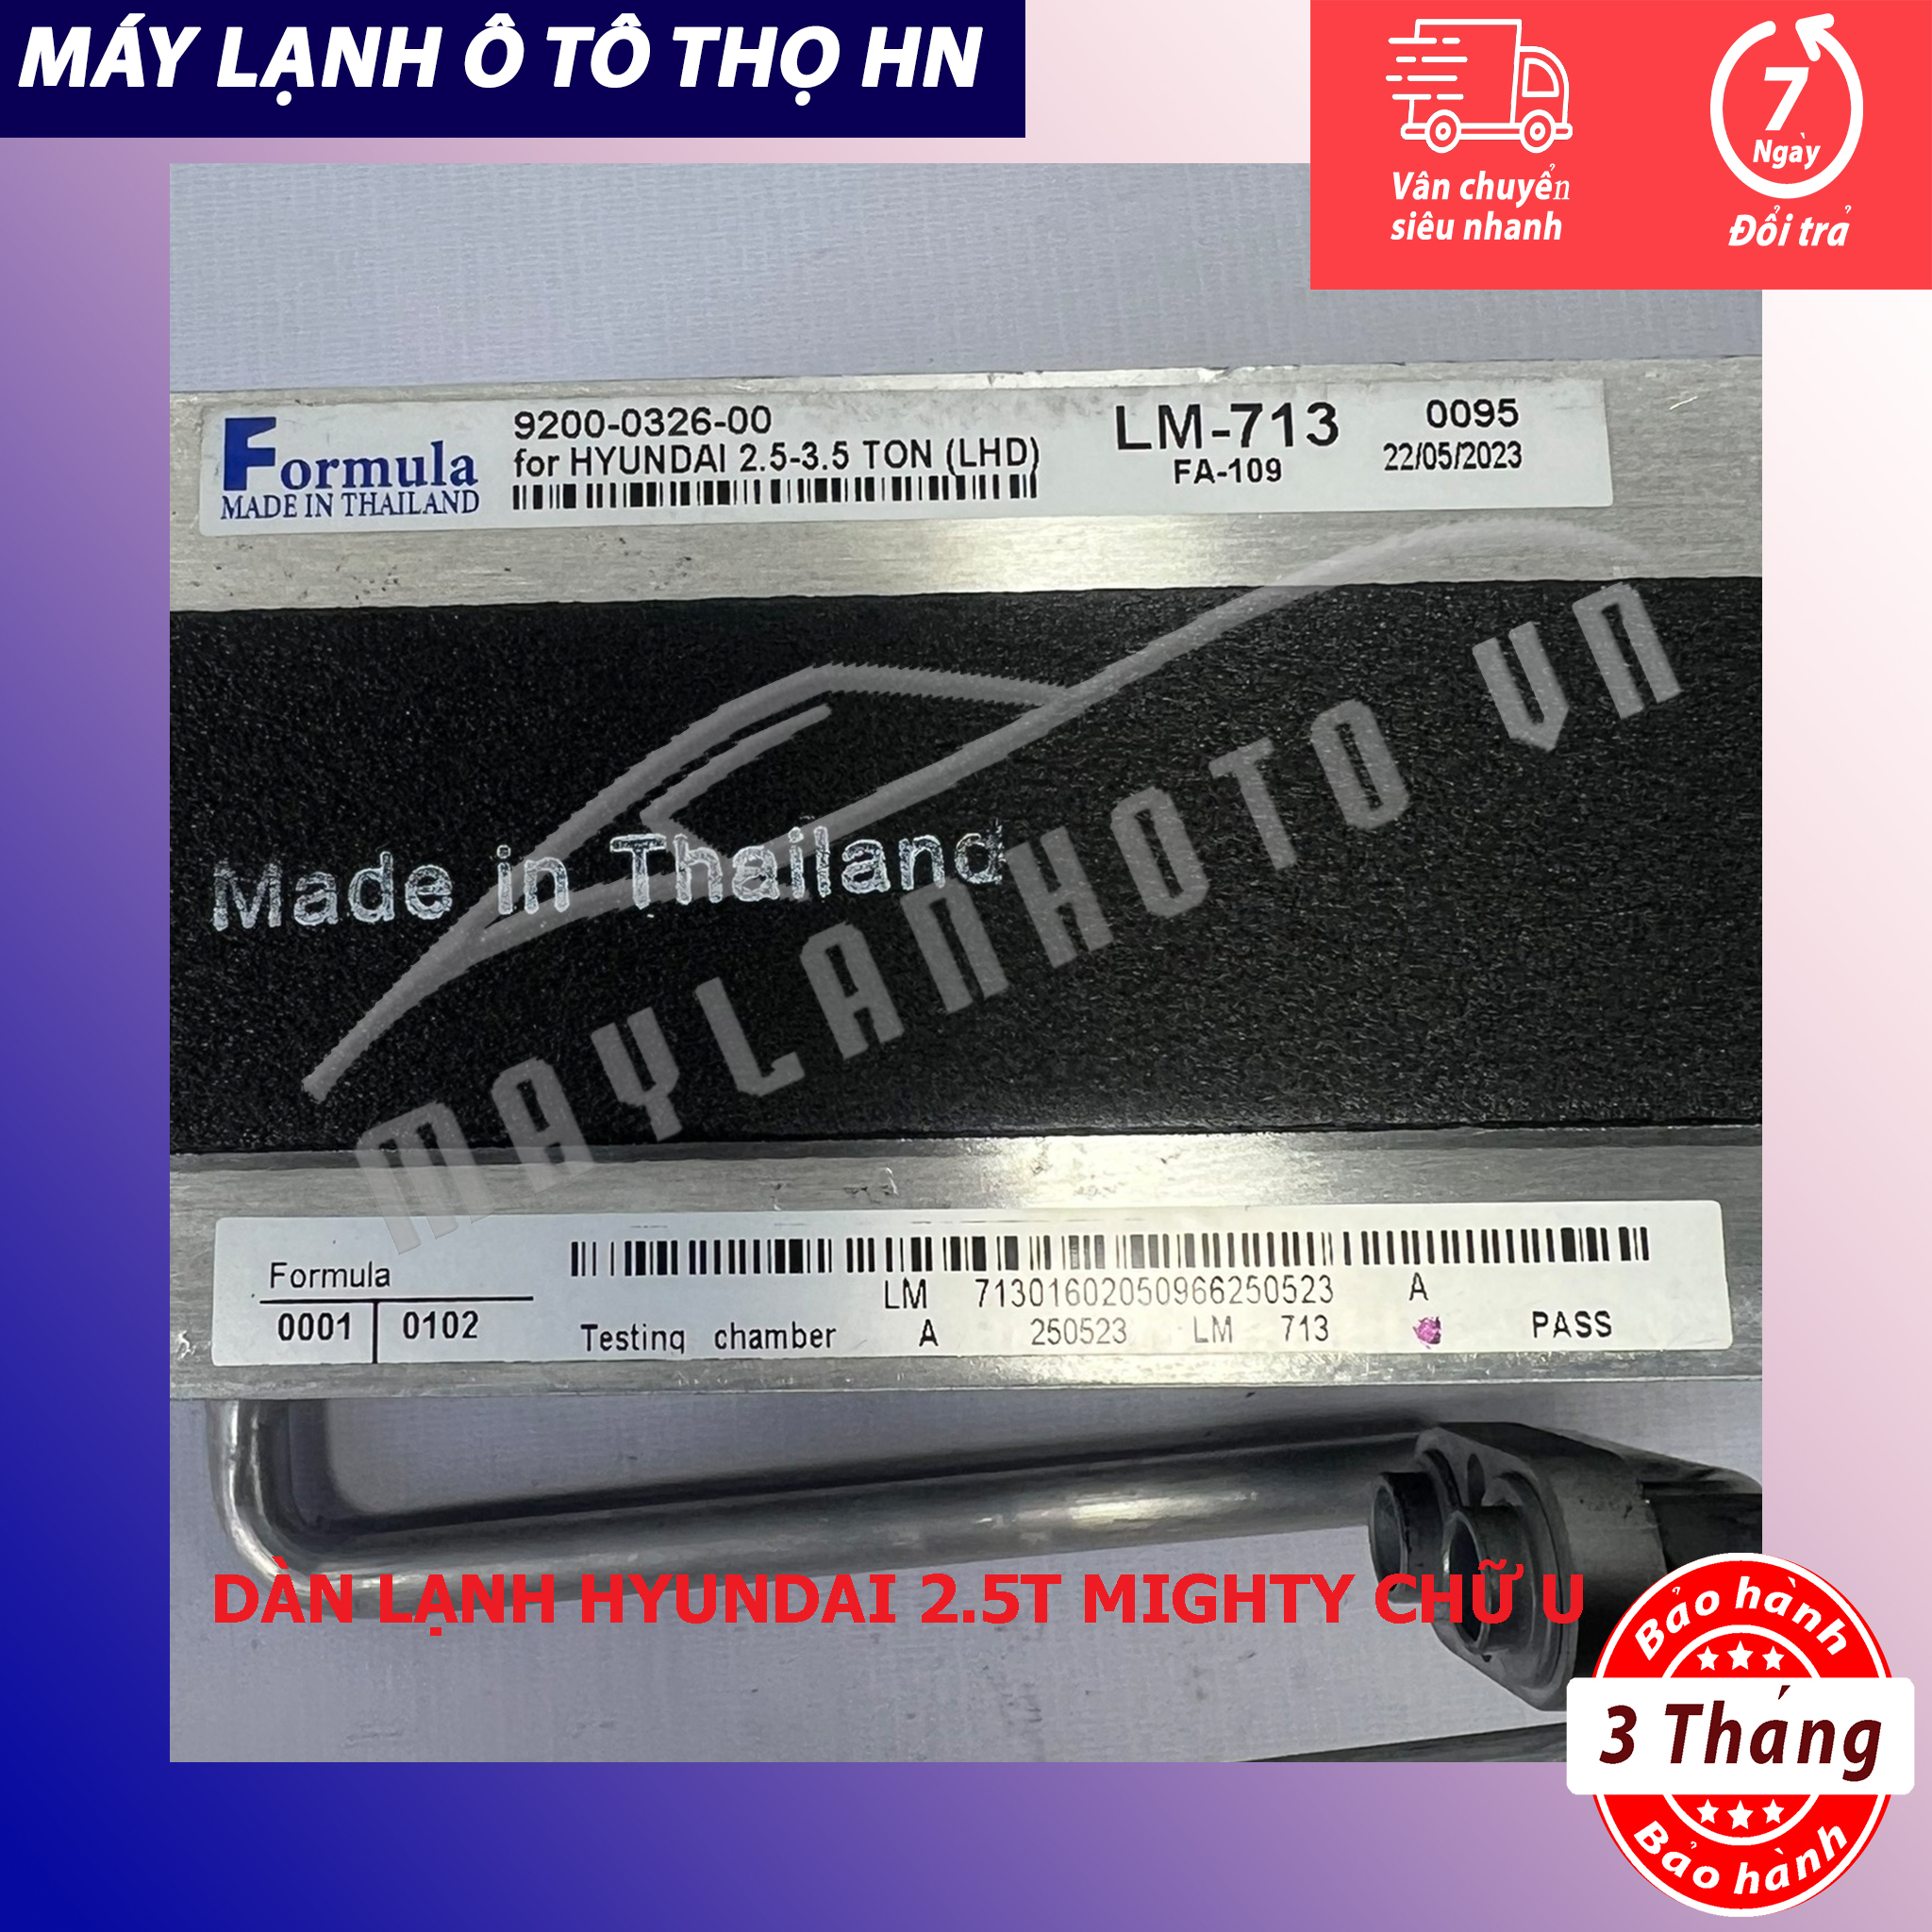 MÁY LẠNH Ô TÔ THỌ HN
Vân chuyển
siêu nhanh
7
Ngày
Đổi trả
Formula
MADE IN THAILAND
9200-0326-00
for HYUNDAI 2.5-3.5 TON (LHD)
LM-713
FA-109
0095
22/05/2023
Made in Thailand
MAYLANHOTO VN
Formula
0001 0102
LM 71301602050966250523 A
Testing chamber A 250523 LM 713 PASS
DÀN LẠNH HYUNDAI 2.5T MIGHTY CHỮ U
Bảo hành
3 Tháng
Bảo hành